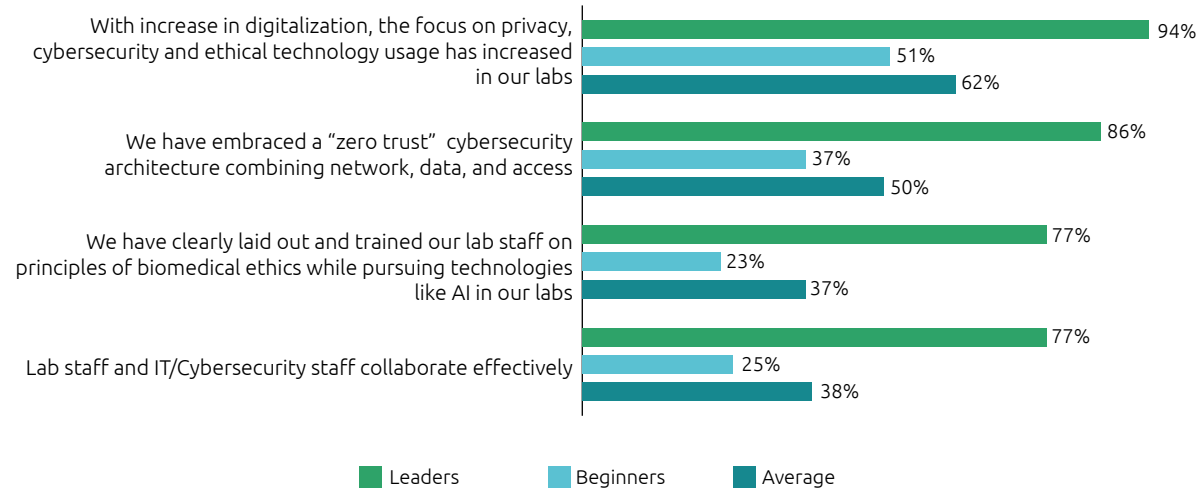 With increase in digitalization, the focus on privacy,
cybersecurity and ethical technology usage has increased
in our labs
94%
51%
62%
We have embraced a “zero trust”  cybersecurity
architecture combining network, data, and access
86%
37%
50%
We have clearly laid out and trained our lab staff on
principles of biomedical ethics while pursuing technologies
like AI in our labs
77%
23%
37%
Lab staff and IT/Cybersecurity staff collaborate effectively
77%
25%
38%
Leaders
Beginners
Average